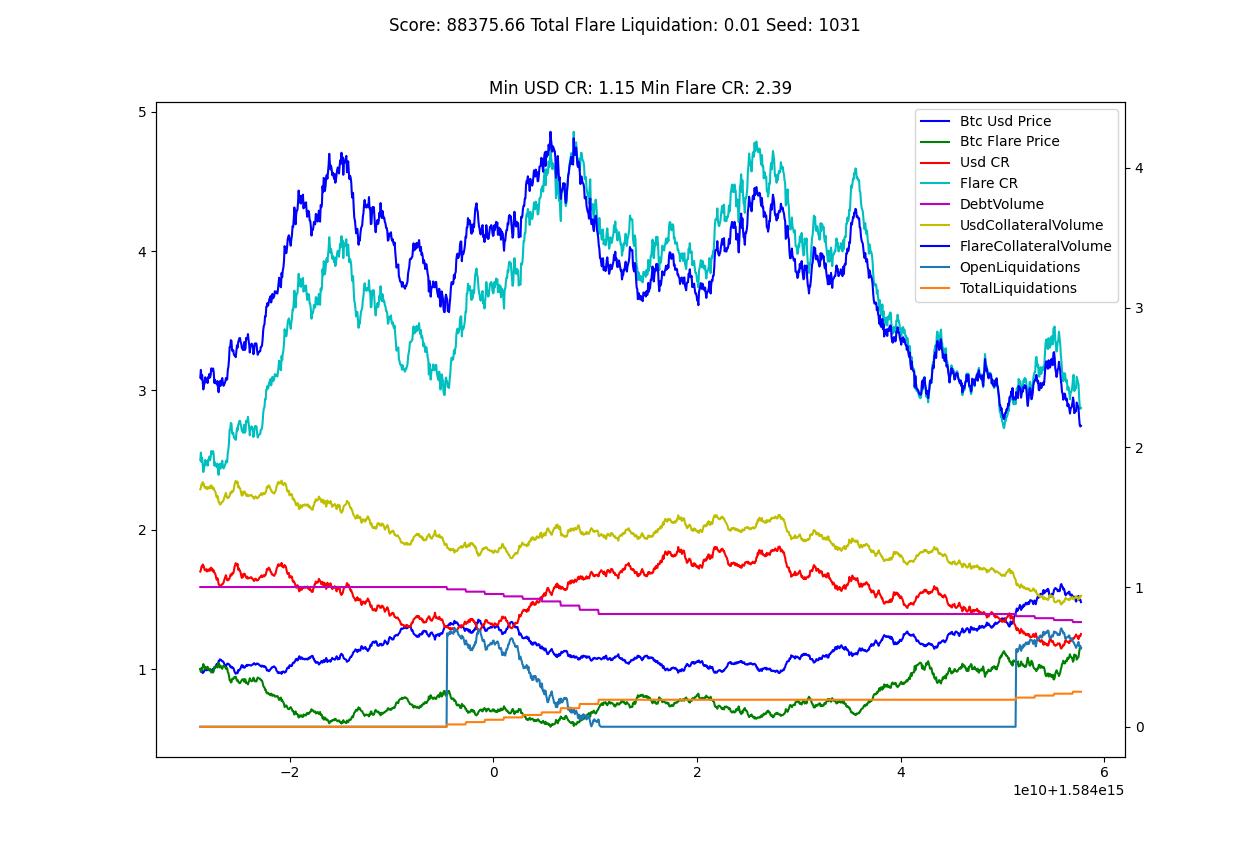 Score: 88375.66 Total Flare Liquidation: 0.01 Seed: 1031
Min USD CR: 1.15 Min Flare CR: 2.39
Btc Usd Price
Btc Flare Price
Usd CR
Flare CR
DebtVolume
UsdCollateralVolume
FlareCollateralVolume
OpenLiquidations
TotalLiquidations
5
4
3
2
1
4
3
2
1
0
−2
0
2
4
6
1e10+1.584e15